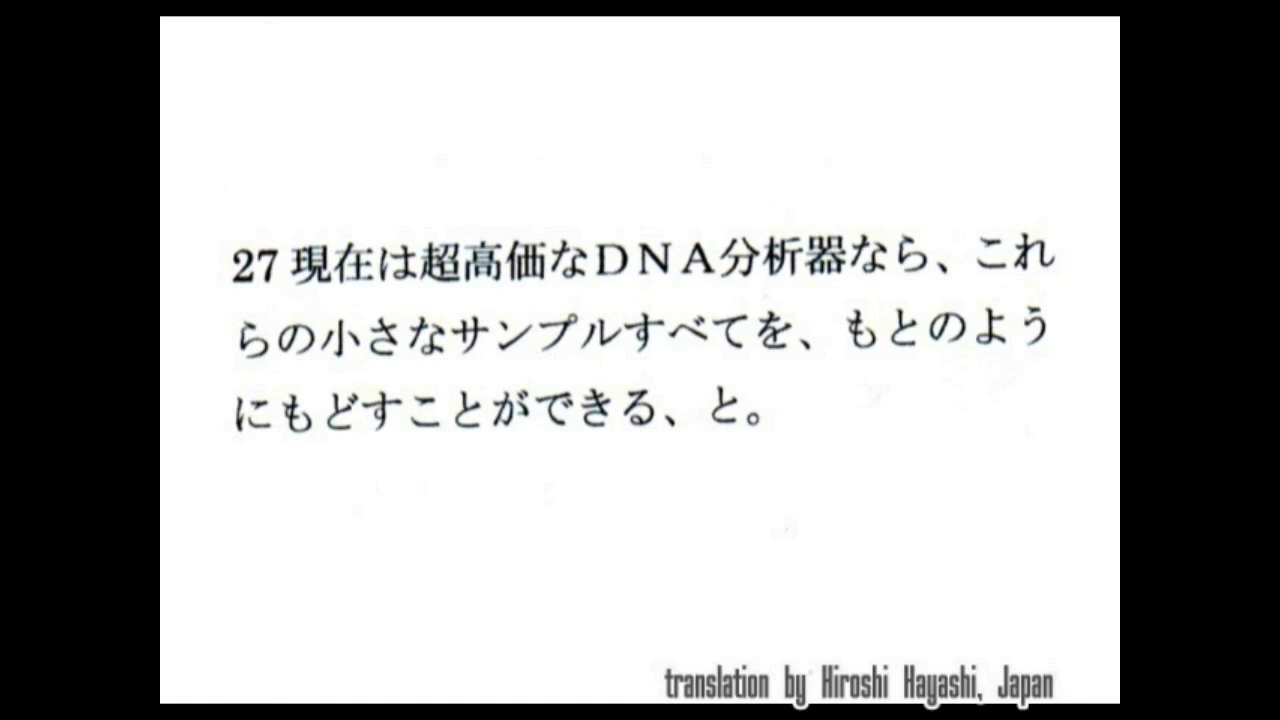 27 現在は超高価なＤＮＡ分析器なら、これ
らの小さなサンプルすべてを、もとのよう
にもどすことができる、と。
translation by Hiroshi Hayashi, Japan